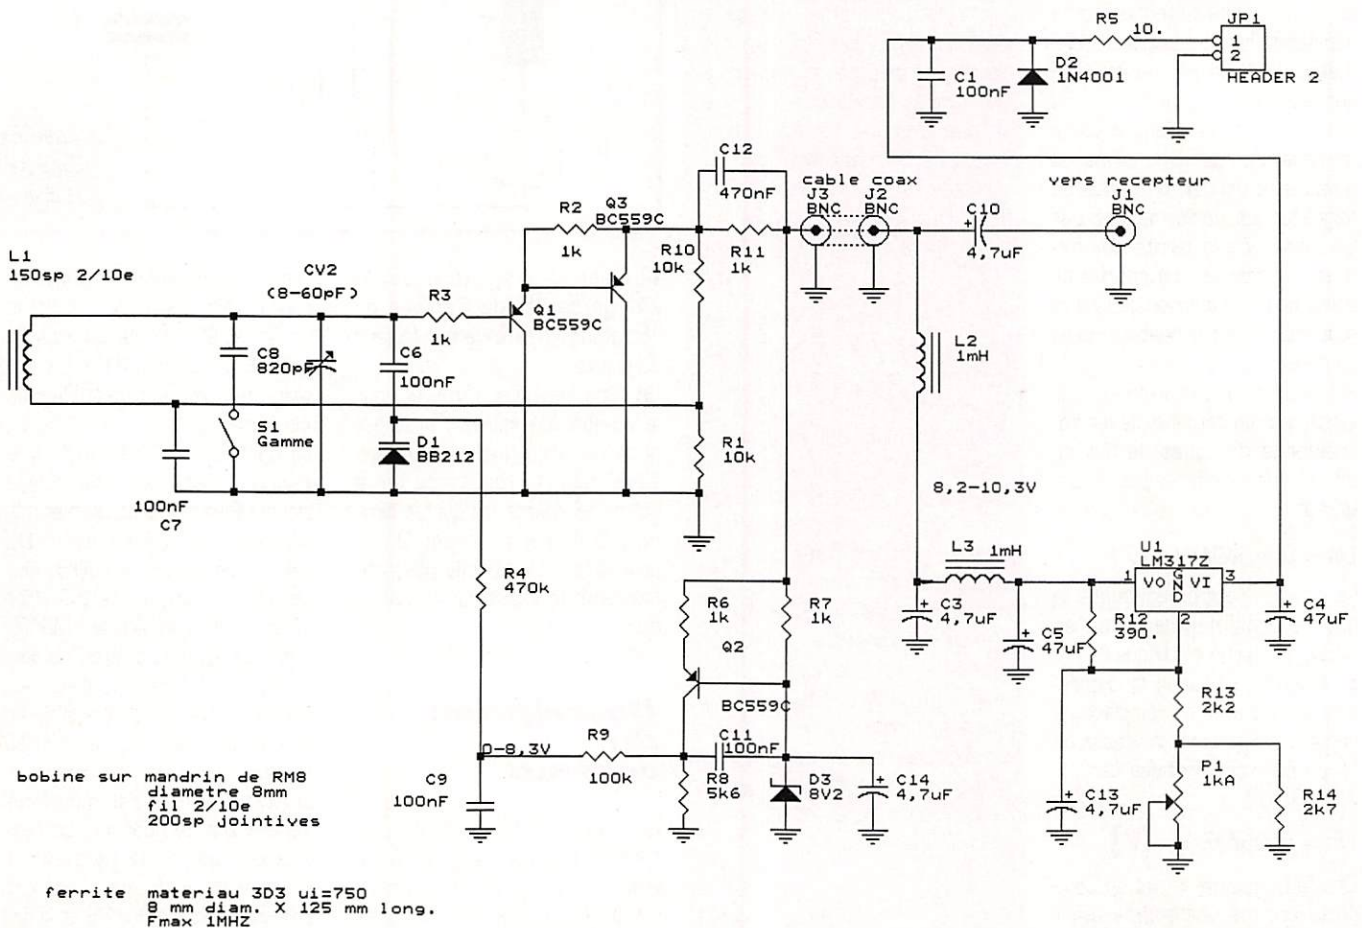 R5
10.
JP1
1
2
HEADER 2
D2
1N4001
C1
100nF
C12
470nF
cable coax
J3
BNC
J2
BNC
vers recepteur
J1
BNC
C10
4,7uF
+
R2
1k
Q3
BC559C
R10
10k
R11
1k
L1
150sp 2/10e
CV2
(8-60pF)
R3
1k
Q1
BC559C
C8
820pF
C6
100nF
L2
1mH
S1
Gamme
D1
BB212
R1
10k
100nF
C7
8,2-10,3V
L3
1mH
U1
LM317Z
1
VO
GND
VI
3
2
R4
470k
R6
1k
R7
1k
+
C3
4,7uF
+
C5
47uF
R12
390.
+
C4
47uF
Q2
BC559C
R13
2k2
0-8,3V
R9
100k
C11
100nF
C9
100nF
R8
5k6
D3
8V2
+
C14
4,7uF
+
C13
4,7uF
P1
1kA
R14
2k7
bobine sur mandrin de RM8
diametre 8mm
fil 2/10e
200sp jointives
ferrite materiau 3D3 ui=750
8 mm diam. X 125 mm long.
Fmax 1MHZ